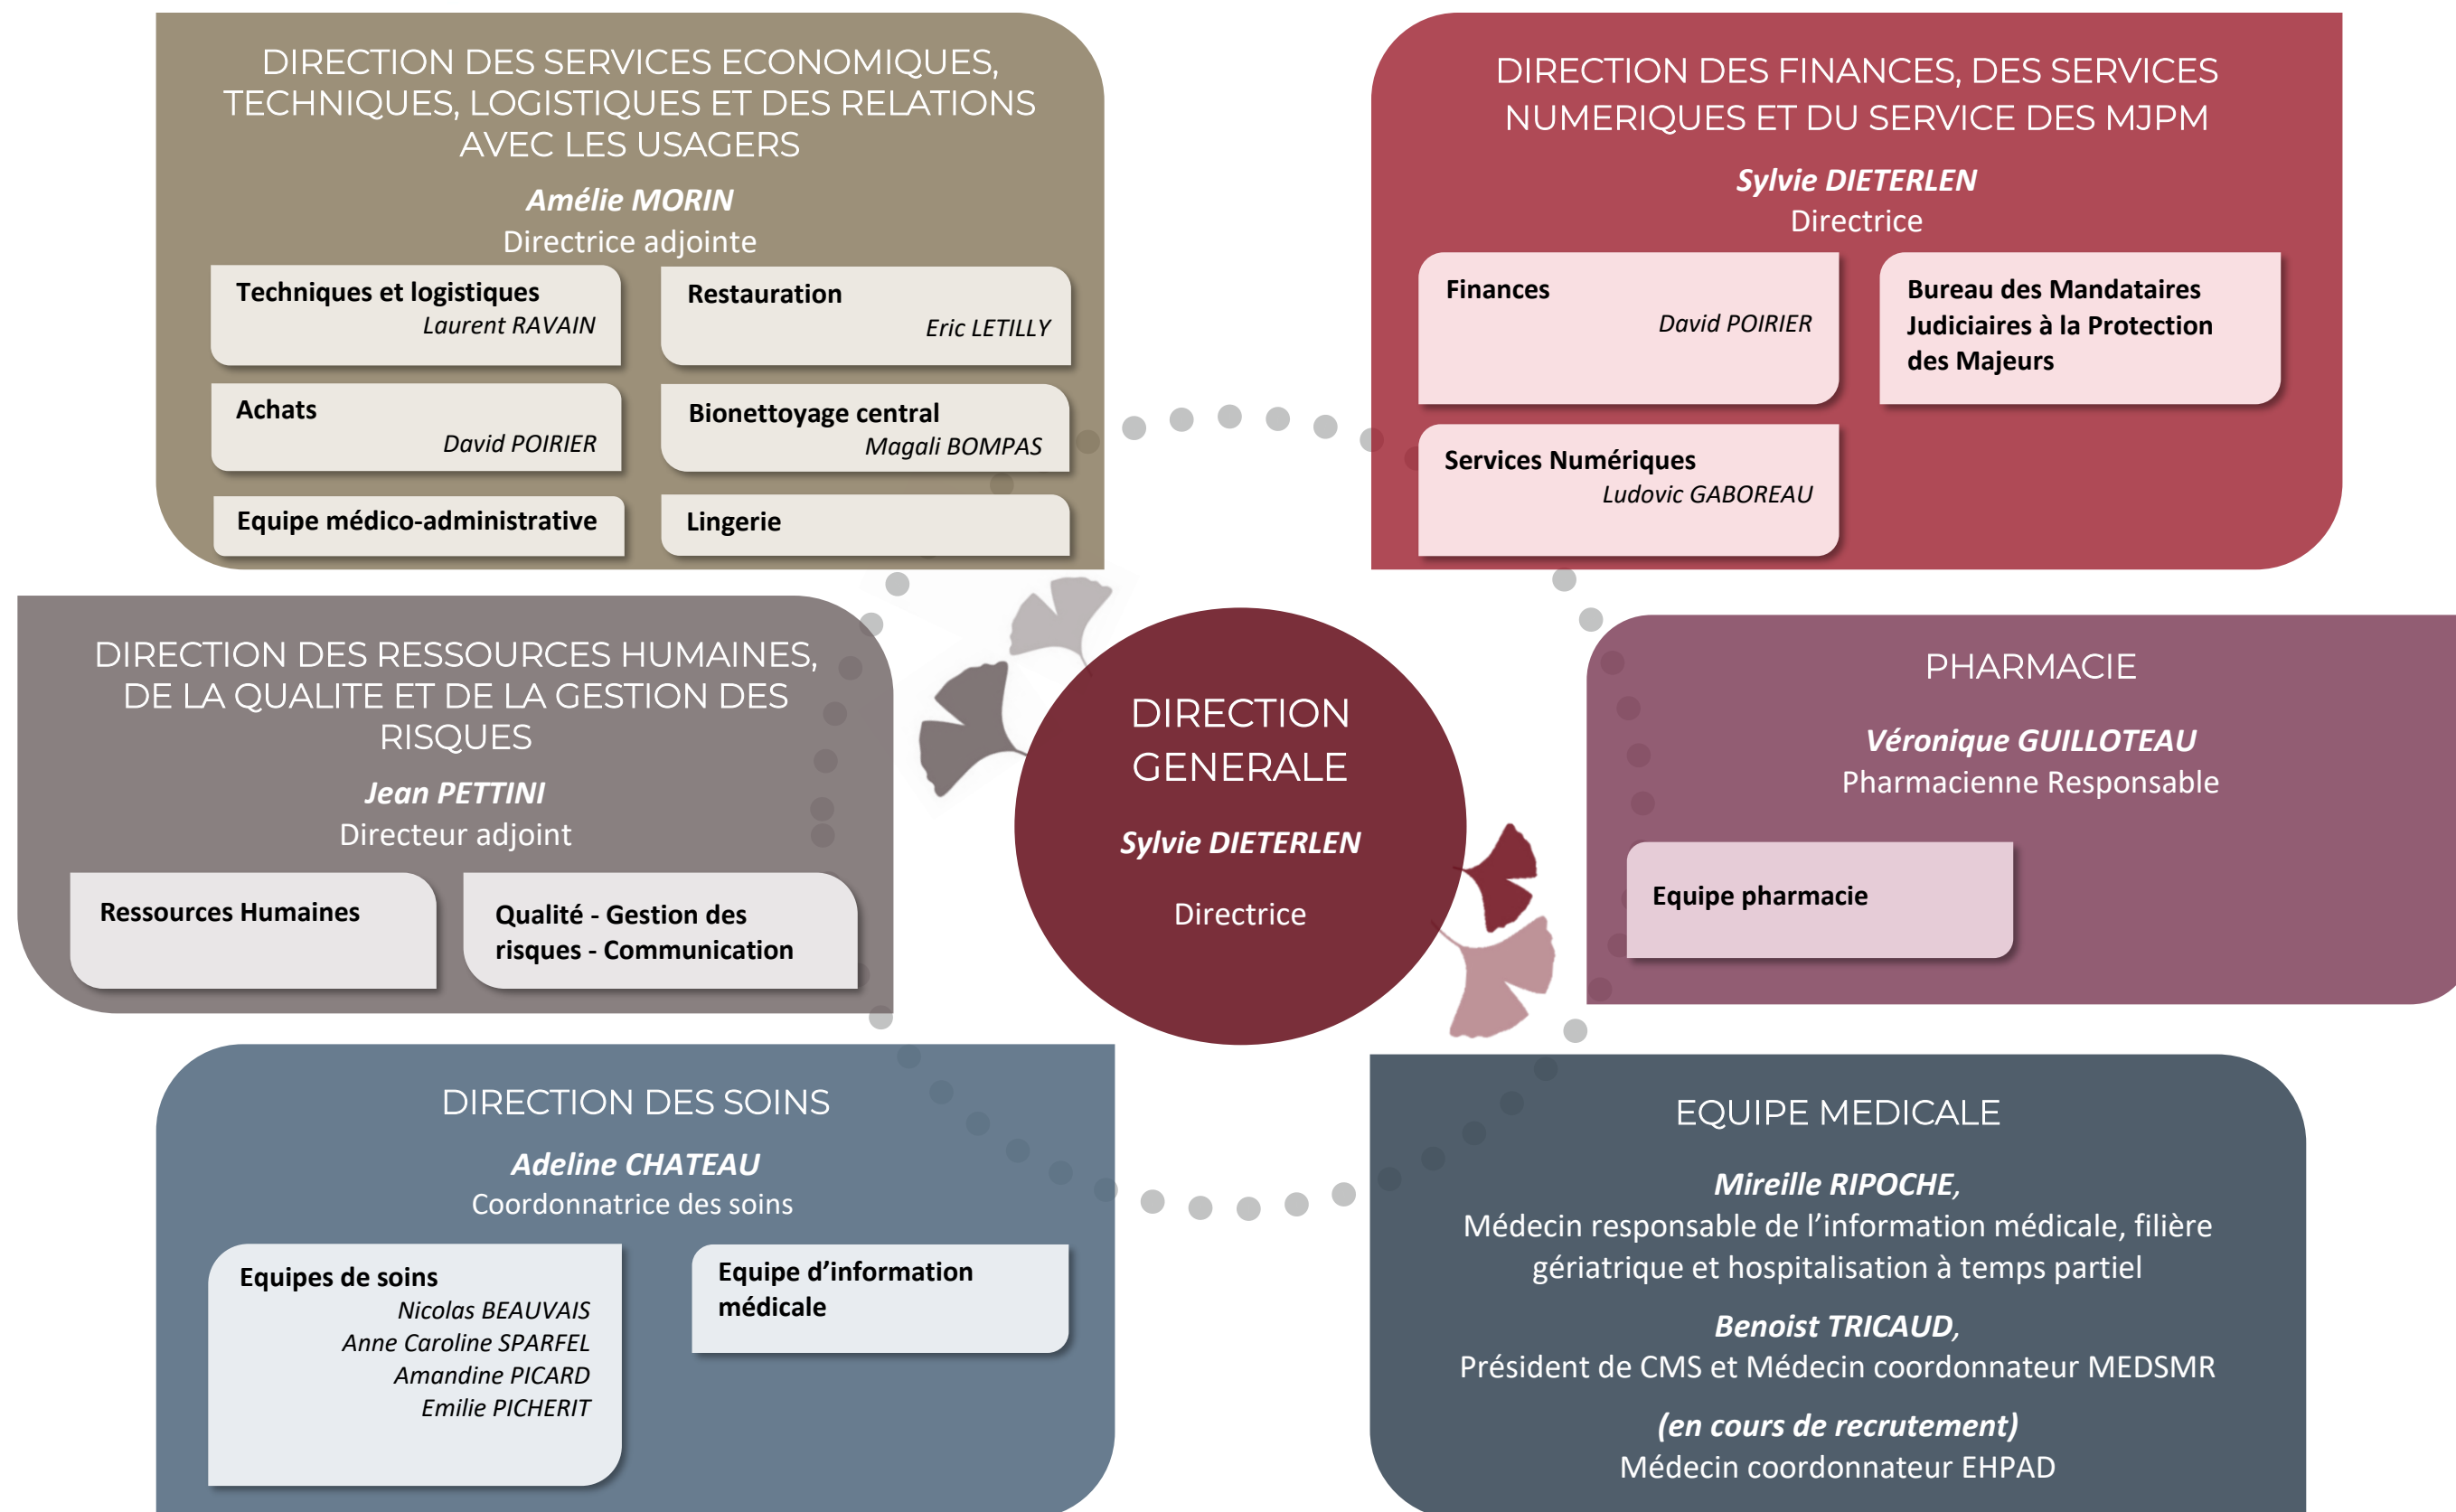 DIRECTION DES SERVICES ECONOMIQUES,
TECHNIQUES, LOGISTIQUES ET DES RELATIONS
AVEC LES USAGERS
Amélie MORIN
Directrice adjointe
Techniques et logistiques
Laurent RAVAIN
Restauration
Eric LETILLY
Achats
David POIRIER
Bionettoyage central
Magali BOMPAS
Equipe médico-administrative
Lingerie
DIRECTION DES FINANCES, DES SERVICES
NUMERIQUES ET DU SERVICE DES MJPM
Sylvie DIETERLEN
Directrice
Finances
David POIRIER
Bureau des Mandataires
Judiciaires à la Protection
des Majeurs
Services Numériques
Ludovic GABOREAU
DIRECTION DES RESSOURCES HUMAINES,
DE LA QUALITE ET DE LA GESTION DES
RISQUES
Jean PETTINI
Directeur adjoint
Ressources Humaines
Qualité - Gestion des
risques - Communication
DIRECTION
GENERALE
Sylvie DIETERLEN
Directrice
PHARMACIE
Véronique GUILLOTEAU
Pharmacienne Responsable
Equipe pharmacie
DIRECTION DES SOINS
Adeline CHATEAU
Coordonnatrice des soins
Equipes de soins
Nicolas BEAUVAIS
Anne Caroline SPARFEL
Amandine PICARD
Emilie PICHERIT
Equipe d’information
médicale
EQUIPE MEDICALE
Mireille RIPOCHE,
Médecin responsable de l’information médicale, filière
gériatrique et hospitalisation à temps partiel
Benoist TRICAUD,
Président de CMS et Médecin coordonnateur MEDSMR
(en cours de recrutement)
Médecin coordonnateur EHPAD